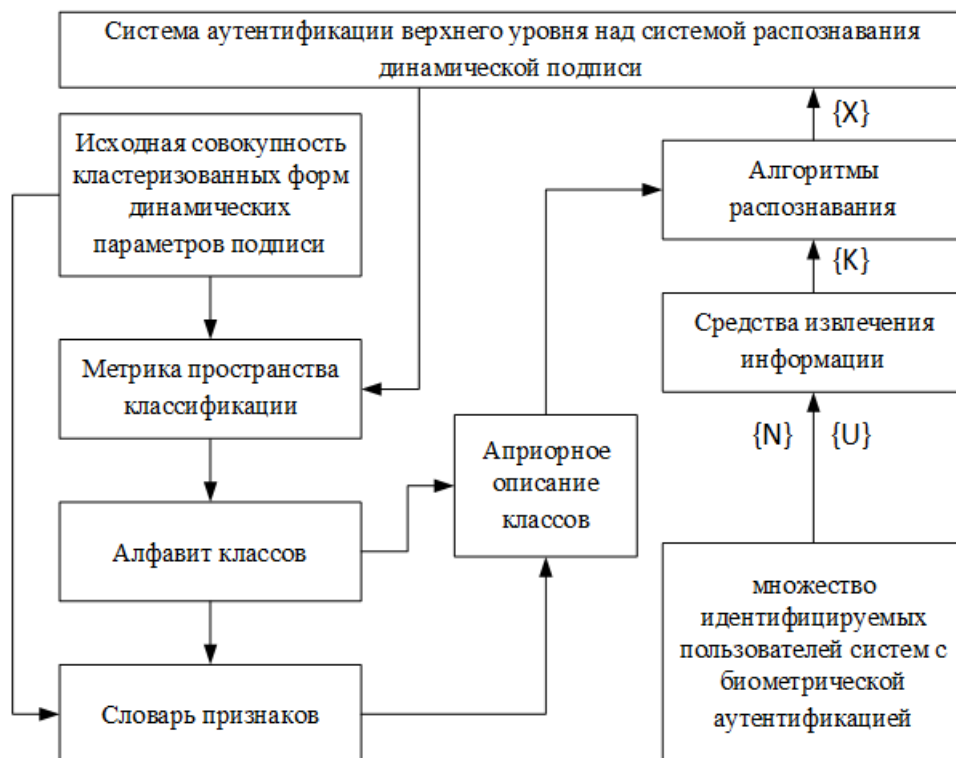 Система аутентификации верхнего уровня над системой распознавания
динамической подписи
Исходная совокупность
кластеризованных форм
динамических
параметров подписи
Метрика пространства
классификации
Алфавит классов
Словарь признаков
Априорное
описание
классов
{X}
Алгоритмы
распознавания
{K}
Средства извлечения
информации
{N} {U}
множество
идентифицируемых
пользователей систем с
биометрической
аутентификацией